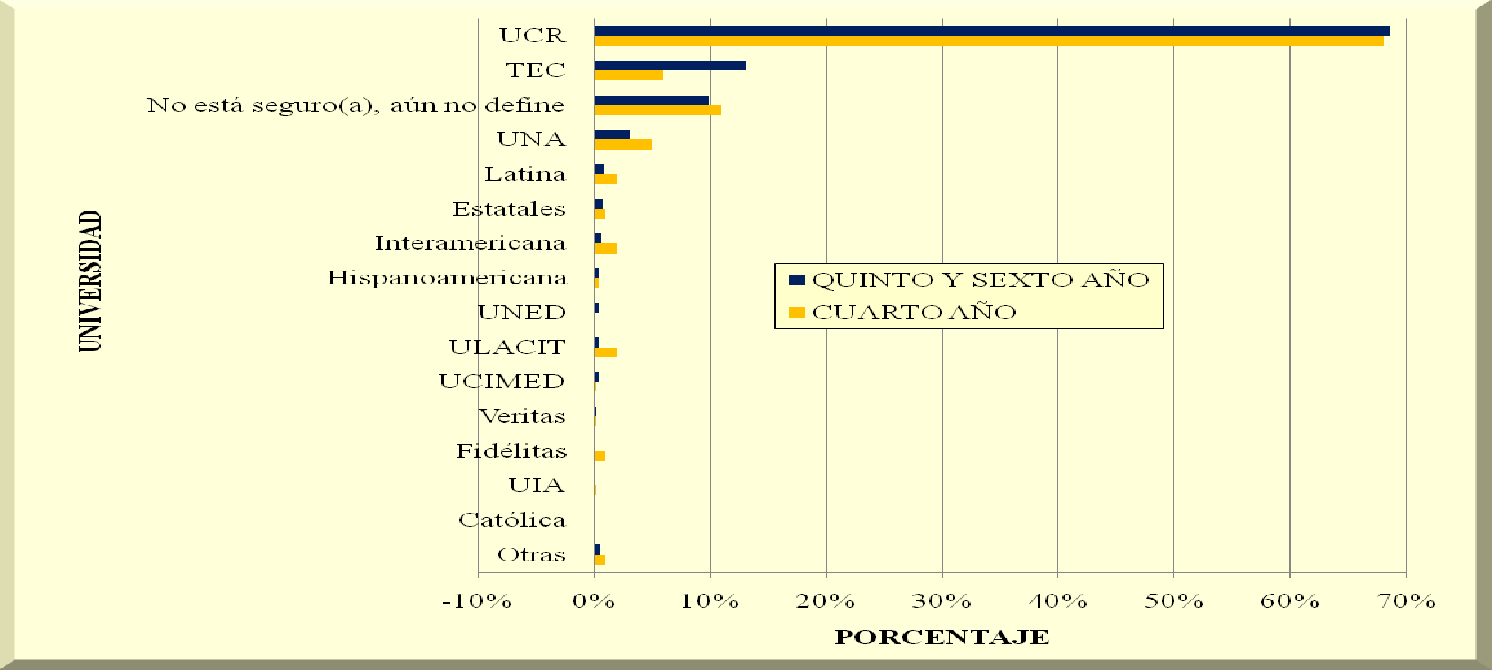 UCR
TEC
No está seguro(a), aún no define
UNA
Latina
Estatales
Interamericana
Hispanoamericana
UNED
ULACIT
UCIMED
Veritas
Fidélitas
UIA
Católica
Otras
UNIVERSIDAD
QUINTO Y SEXTO AÑO
CUARTO AÑO
-10% 0% 10% 20% 30% 40% 50% 60% 70%
PORCENTAJE